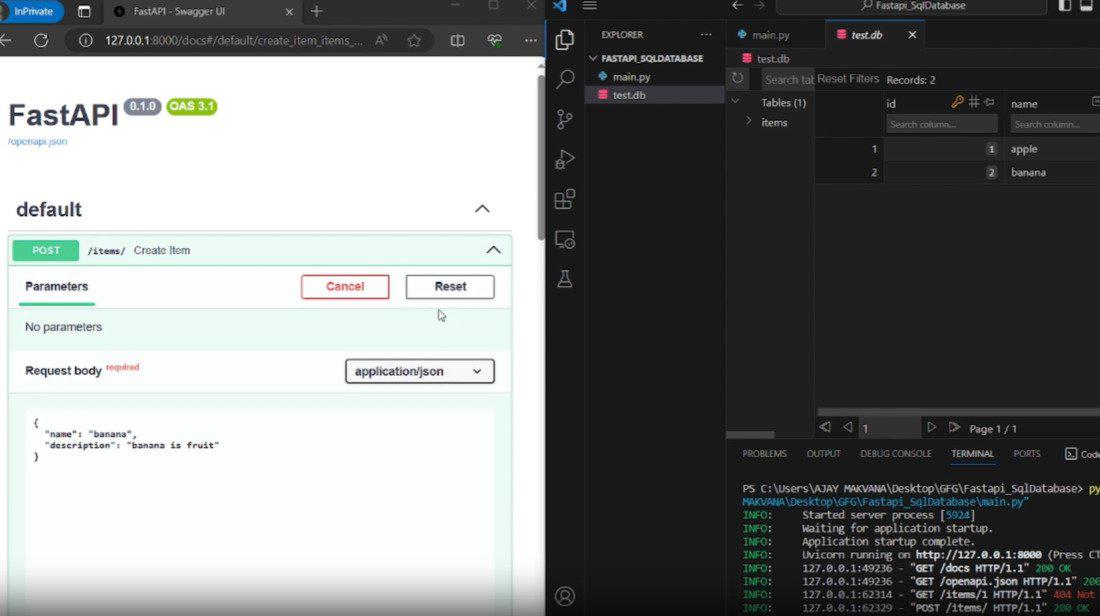 InPrivate
FastAPI - Swagger UI
127.0.0.1:8000/docs#/default/create_item_items_...
FastAPI 0.1.0 OAS 3.1
/openapi.json
default
POST /items/ Create Item
Parameters
Cancel
Reset
No parameters
Request body required
application/json
{
"name": "banana",
"description": "banana is fruit"
}
Fastapi_SqlDatabase
EXPLORER
FASTAPI_SQLDATABASE
main.py
test.db
main.py
test.db
test.db
Search tab Reset Filters Records: 2
Tables (1)
items
id
name
Search column...
Search column...
1 1 apple
2 2 banana
1
Page 1 / 1
PROBLEMS OUTPUT DEBUG CONSOLE TERMINAL PORTS Code
PS C:\Users\AJAY MAKVANA\Desktop\GFG\Fastapi_SqlDatabase> py
MAKVANA\Desktop\GFG\Fastapi_SqlDatabase\main.py"
INFO: Started server process [5924]
INFO: Waiting for application startup.
INFO: Application startup complete.
INFO: Uvicorn running on http://127.0.0.1:8000 (Press CT
INFO: 127.0.0.1:49236 - "GET /docs HTTP/1.1" 200 OK
INFO: 127.0.0.1:49236 - "GET /openapi.json HTTP/1.1" 200
INFO: 127.0.0.1:62314 - "GET /items/1 HTTP/1.1" 404 Not
INFO: 127.0.0.1:62329 - "POST /items/ HTTP/1.1" 200 OK